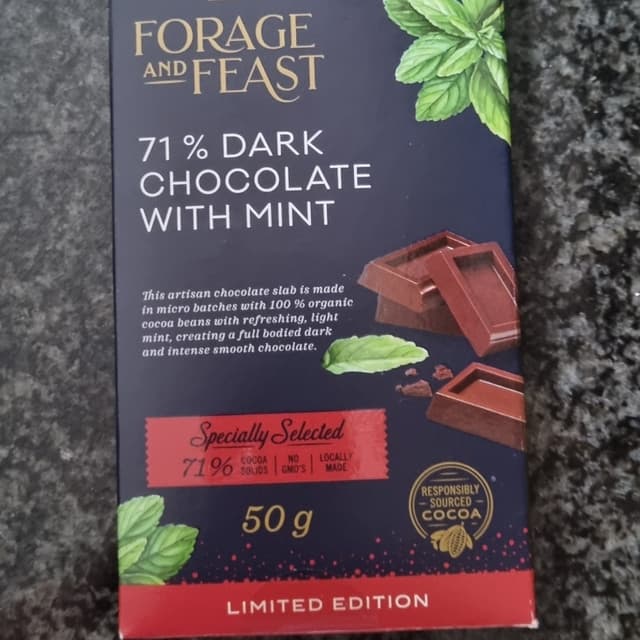 FORAGE
AND FEAST
71% DARK
CHOCOLATE
WITH MINT
This artisan chocolate slab is made
in micro batches with 100 % organic
cocoa beans with refreshing, light
mint, creating a full bodied dark
and intense smooth chocolate.
Specially Selected
71% COCOA SOLIDS | NO GMO'S | LOCALLY MADE
50 g
RESPONSIBLY
SOURCED
COCOA
LIMITED EDITION